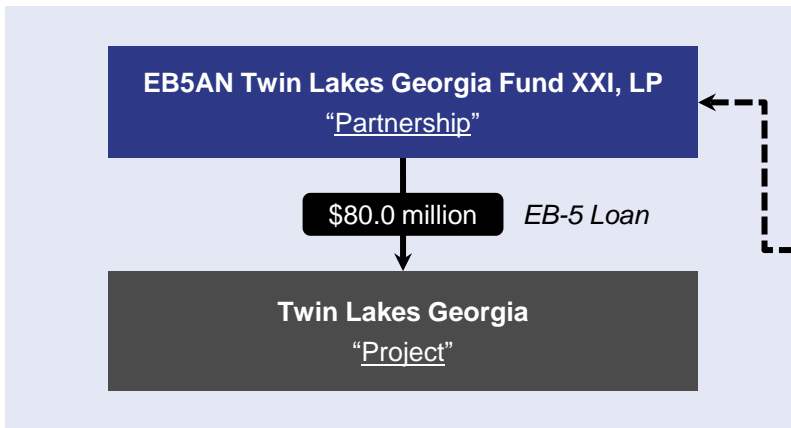 EB5AN Twin Lakes Georgia Fund XXI, LP
“Partnership”
$80.0 million EB-5 Loan
Twin Lakes Georgia
“Project”